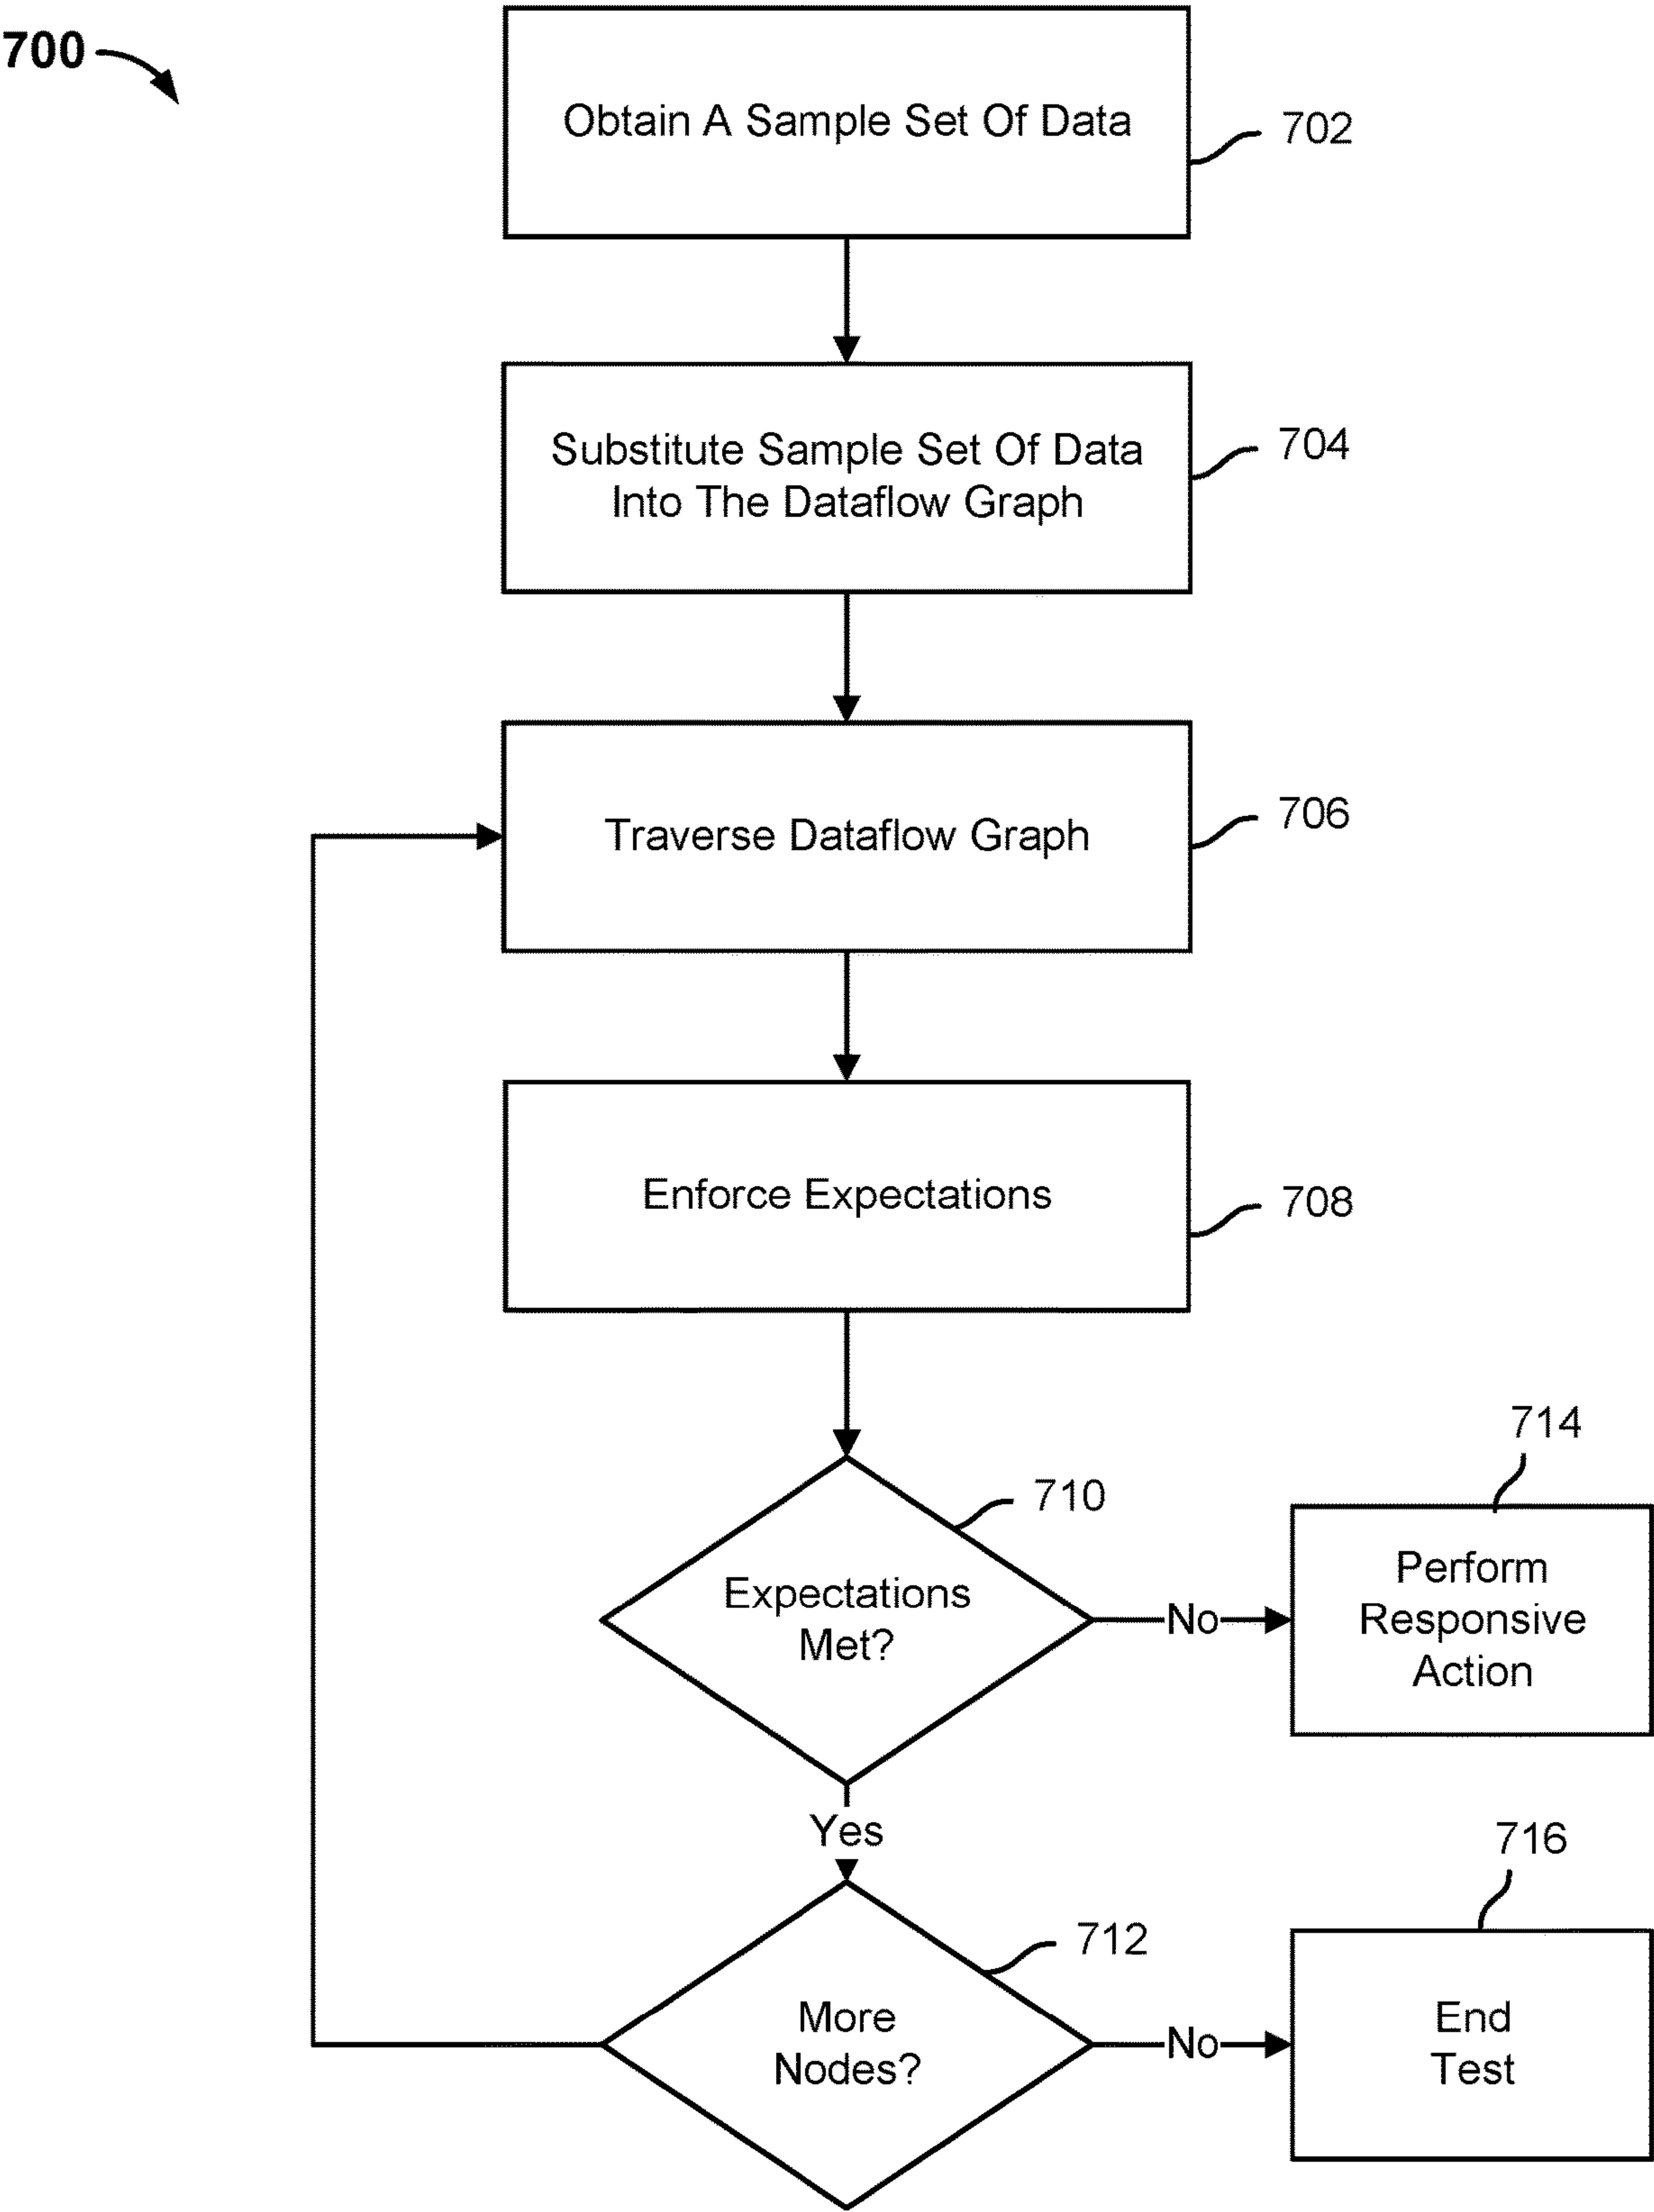 700
Obtain A Sample Set Of Data
702
Substitute Sample Set Of Data
Into The Dataflow Graph
704
Traverse Dataflow Graph
706
Enforce Expectations
708
Expectations
Met?
710
No
Perform
Responsive
Action
714
Yes
More
Nodes?
712
No
End
Test
716